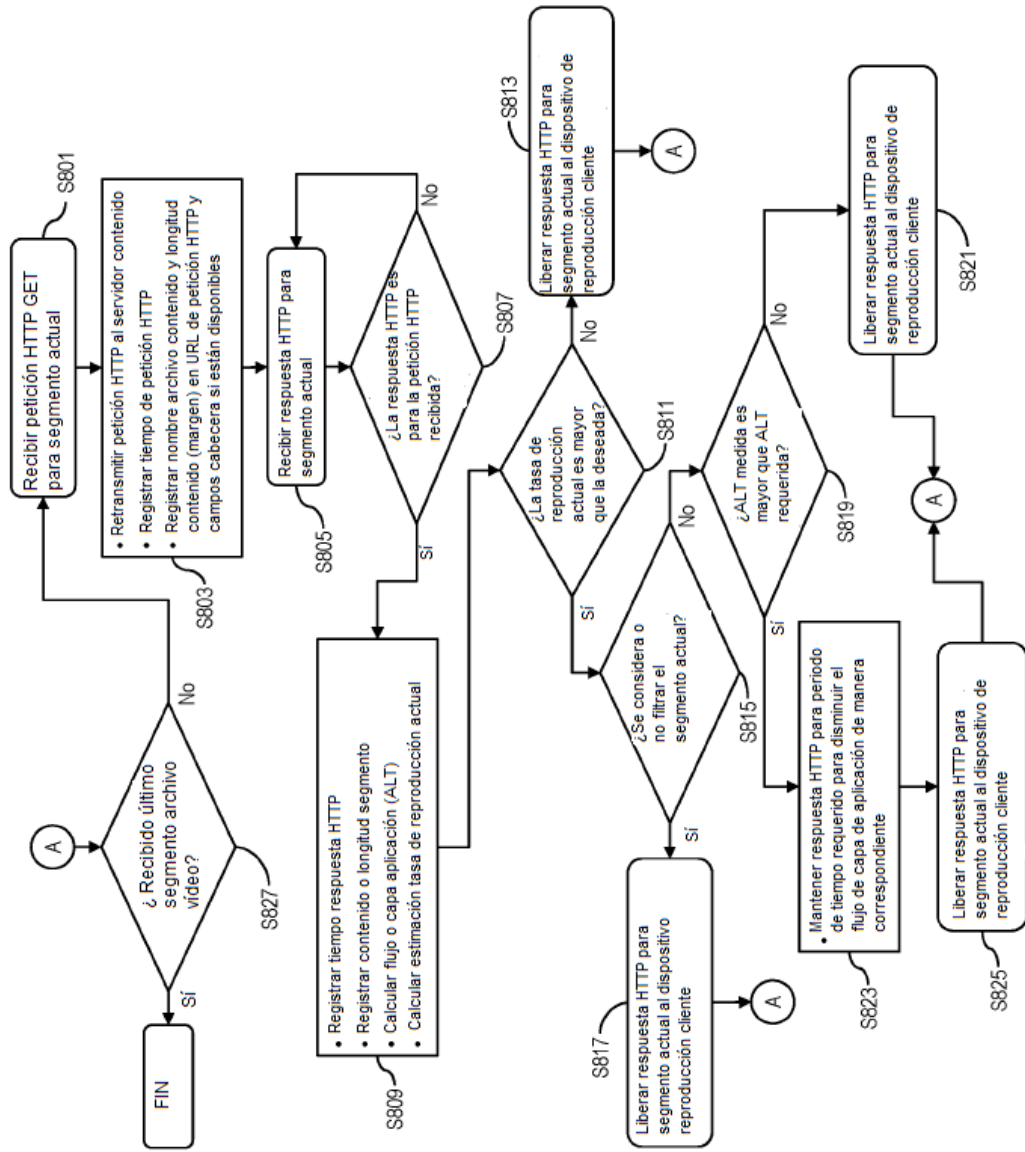 Recibir petición HTTP GET
para segmento actual
S801
• Retransmitir petición HTTP al servidor contenido
• Registrar tiempo de petición HTTP
• Registrar nombre archivo contenido y longitud
contenido (margen) en URL de petición HTTP y
campos cabecera si están disponibles
S803
Recibir respuesta HTTP para
segmento actual
S805
¿La respuesta HTTP es
para la petición HTTP
recibida?
S807
No
Sí
A
¿ Recibido último
segmento archivo
vídeo?
S827
No
Sí
FIN
• Registrar tiempo respuesta HTTP
• Registrar contenido o longitud segmento
• Calcular flujo o capa aplicación (ALT)
• Calcular estimación tasa de reproducción actual
S809
¿La tasa de
reproducción
actual es mayor
que la deseada?
S811
No
Sí
Liberar respuesta HTTP para
segmento actual al dispositivo de
reproducción cliente
S813
A
¿Se considera o
no filtrar el
segmento actual?
S815
No
Sí
Liberar respuesta HTTP para
segmento actual al dispositivo
reproducción cliente
S817
A
¿ALT medida es
mayor que ALT
requerida?
S819
No
Sí
Liberar respuesta HTTP para
segmento actual al dispositivo de
reproducción cliente
S821
A
• Mantener respuesta HTTP para periodo
de tiempo requerido para disminuir el
flujo de capa de aplicación de manera
correspondiente
S823
Liberar respuesta HTTP para
segmento actual al dispositivo de
reproducción cliente
S825